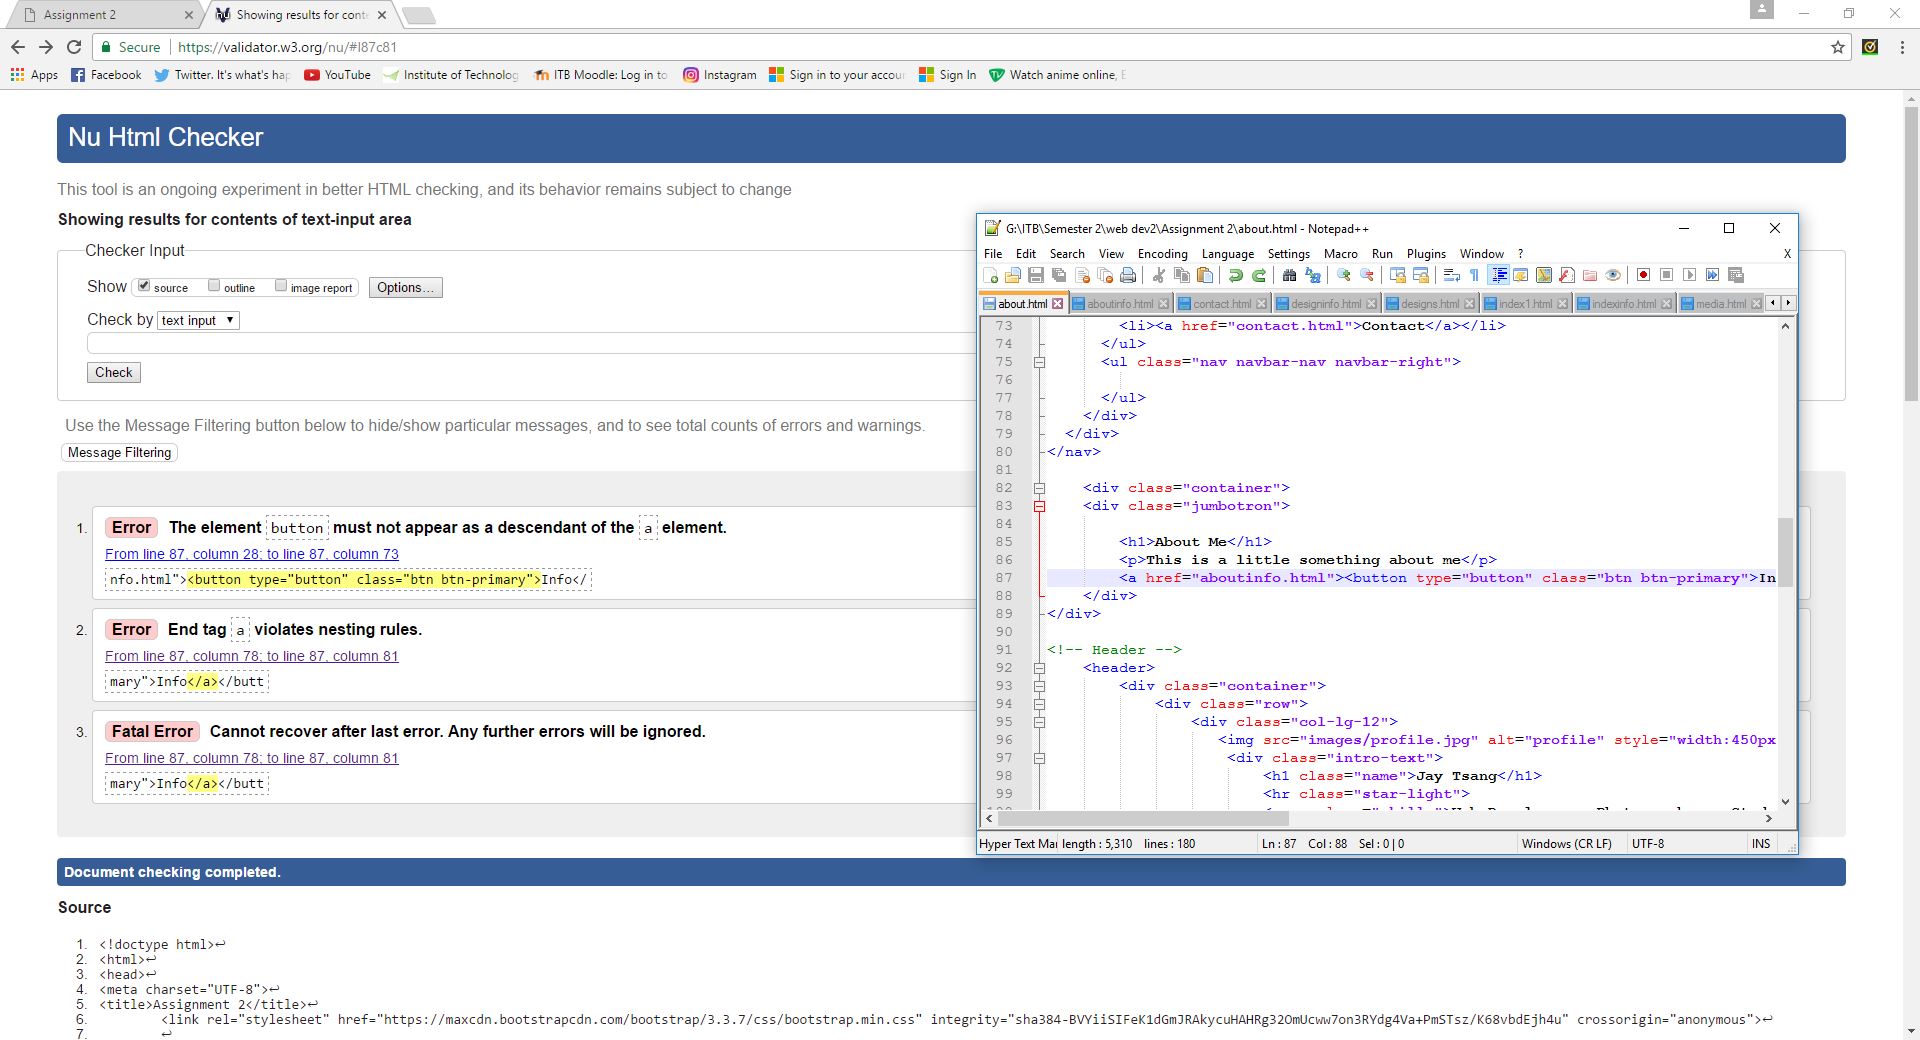 Assignment 2
Showing results for conte
Secure
https://validator.w3.org/nu/#l87c81
Apps
Facebook
Twitter. It's what's hap
YouTube
Institute of Technolog
ITB Moodle: Log in to
Instagram
Sign in to your accour
Sign In
Watch anime online, E
Nu Html Checker
This tool is an ongoing experiment in better HTML checking, and its behavior remains subject to change
Showing results for contents of text-input area
Checker Input
Show source outline image report Options...
Check by text input
Check
Use the Message Filtering button below to hide/show particular messages, and to see total counts of errors and warnings.
Message Filtering
1. Error The element button must not appear as a descendant of the a element.
From line 87, column 28; to line 87, column 73
nfo.html"><button type="button" class="btn btn-primary">Info</
2. Error End tag a violates nesting rules.
From line 87, column 78; to line 87, column 81
mary">Info</a></butt
3. Fatal Error Cannot recover after last error. Any further errors will be ignored.
From line 87, column 78; to line 87, column 81
mary">Info</a></butt
Document checking completed.
Source
1. <!doctype html>↩
2. <html>↩
3. <head>↩
4. <meta charset="UTF-8">↩
5. <title>Assignment 2</title>↩
6. <link rel="stylesheet" href="https://maxcdn.bootstrapcdn.com/bootstrap/3.3.7/css/bootstrap.min.css" integrity="sha384-BVYiiSIFeK1dGmJRAkycuHAHRg32OmUcww7on3RYdg4Va+PmSTsz/K68vbdEjh4u" crossorigin="anonymous">↩
7. ↩
G:\ITB\Semester 2\web dev2\Assignment 2\about.html - Notepad++
File Edit Search View Encoding Language Settings Macro Run Plugins Window ? X
about.html aboutinfo.html contact.html designinfo.html designs.html index1.html indexinfo.html media.html
73 <li><a href="contact.html">Contact</a></li>
74 </ul>
75 <ul class="nav navbar-nav navbar-right">
76
77 </ul>
78 </div>
79 </div>
80 </nav>
81
82 <div class="container">
83 <div class="jumbotron">
84
85 <h1>About Me</h1>
86 <p>This is a little something about me</p>
87 <a href="aboutinfo.html"><button type="button" class="btn btn-primary">In
88 </div>
89 </div>
90
91 <!-- Header -->
92 <header>
93 <div class="container">
94 <div class="row">
95 <div class="col-lg-12">
96 <img src="images/profile.jpg" alt="profile" style="width:450px
97 <div class="intro-text">
98 <h1 class="name">Jay Tsang</h1>
99 <hr class="star-light">
Hyper Text Mar length : 5,310 lines : 180 Ln : 87 Col : 88 Sel : 0 | 0 Windows (CR LF) UTF-8 INS